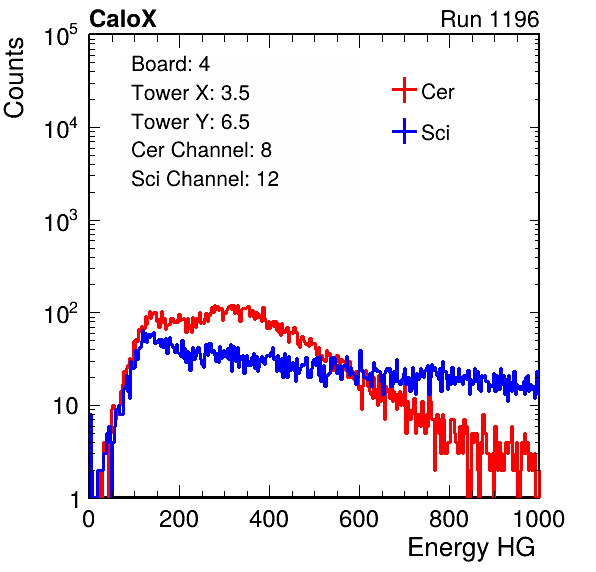 CaloX Run 1196
Counts
10^5
10^4
10^3
10^2
10
1
Board: 4
Tower X: 3.5
Tower Y: 6.5
Cer Channel: 8
Sci Channel: 12
Cer
Sci
0 200 400 600 800 1000
Energy HG